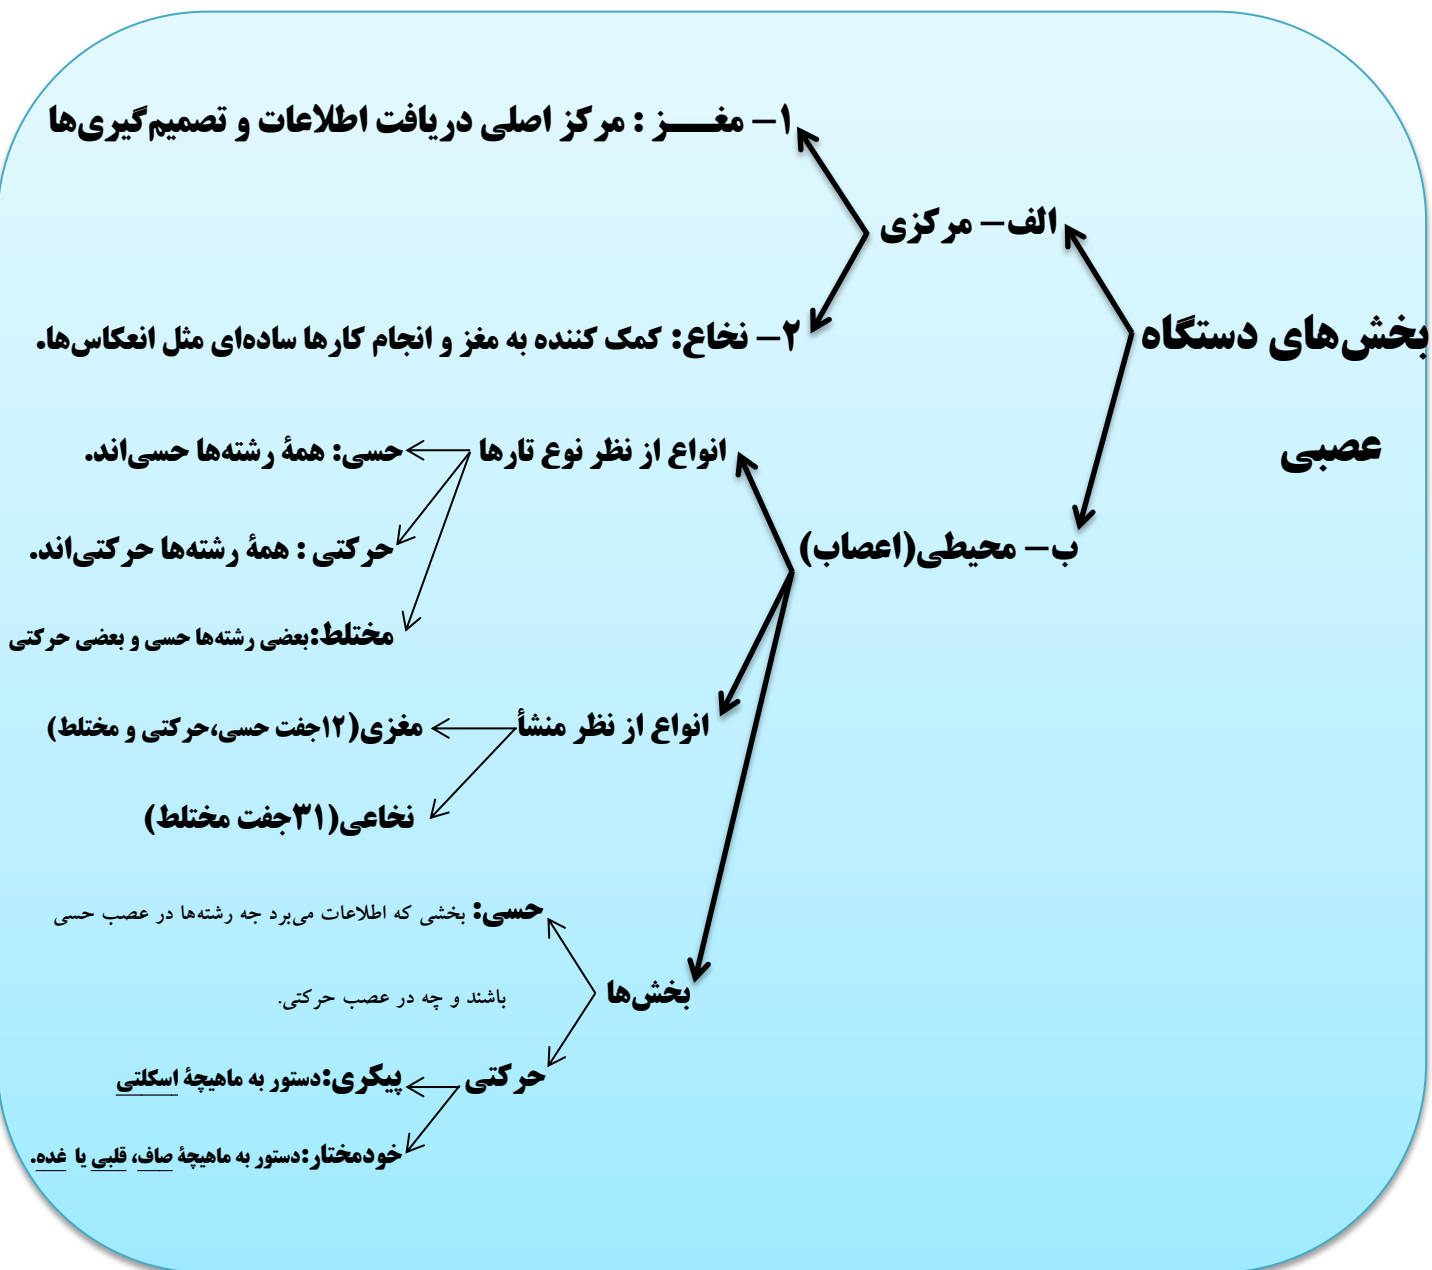 ۱– مغــــز : مرکز اصلی دریافت اطلاعات و تصمیم‌گیری‌ها
الف– مرکزی
بخش‌های دستگاه
عصبی
۲– نخاع: کمک کننده به مغز و انجام کارها ساده‌ای مثل انعکاس‌ها.
ب– محیطی(اعصاب)
انواع از نظر نوع تارها
حسی: همهٔ رشته‌ها حسی‌اند.
حرکتی : همهٔ رشته‌ها حرکتی‌اند.
مختلط:بعضی رشته‌ها حسی و بعضی حرکتی
انواع از نظر منشأ
مغزی(۱۲جفت حسی،حرکتی و مختلط)
نخاعی(۳۱جفت مختلط)
بخش‌ها
حسی: بخشی که اطلاعات می‌برد جه رشته‌ها در عصب حسی
باشند و چه در عصب حرکتی.
حرکتی
پیکری:دستور به ماهیچهٔ اسکلتی
خودمختار:دستور به ماهیچهٔ صاف، قلبی یا غده.